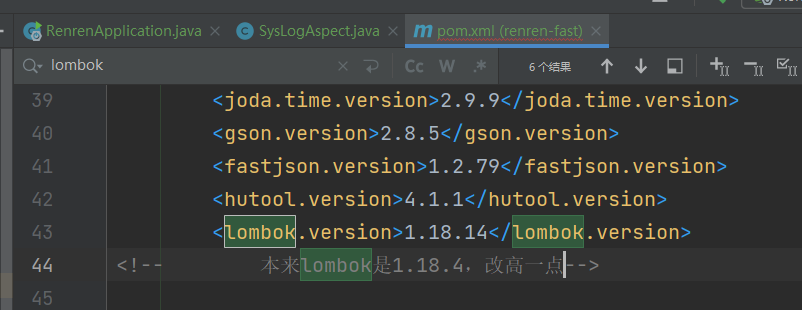 RenrenApplication.java × SysLogAspect.java × pom.xml (renren-fast) ×
lombok × Cc W .* 6 个结果
39 <joda.time.version>2.9.9</joda.time.version>
40 <gson.version>2.8.5</gson.version>
41 <fastjson.version>1.2.79</fastjson.version>
42 <hutool.version>4.1.1</hutool.version>
43 <lombok.version>1.18.14</lombok.version>
44 <!-- 本来lombok是1.18.4，改高一点-->
45